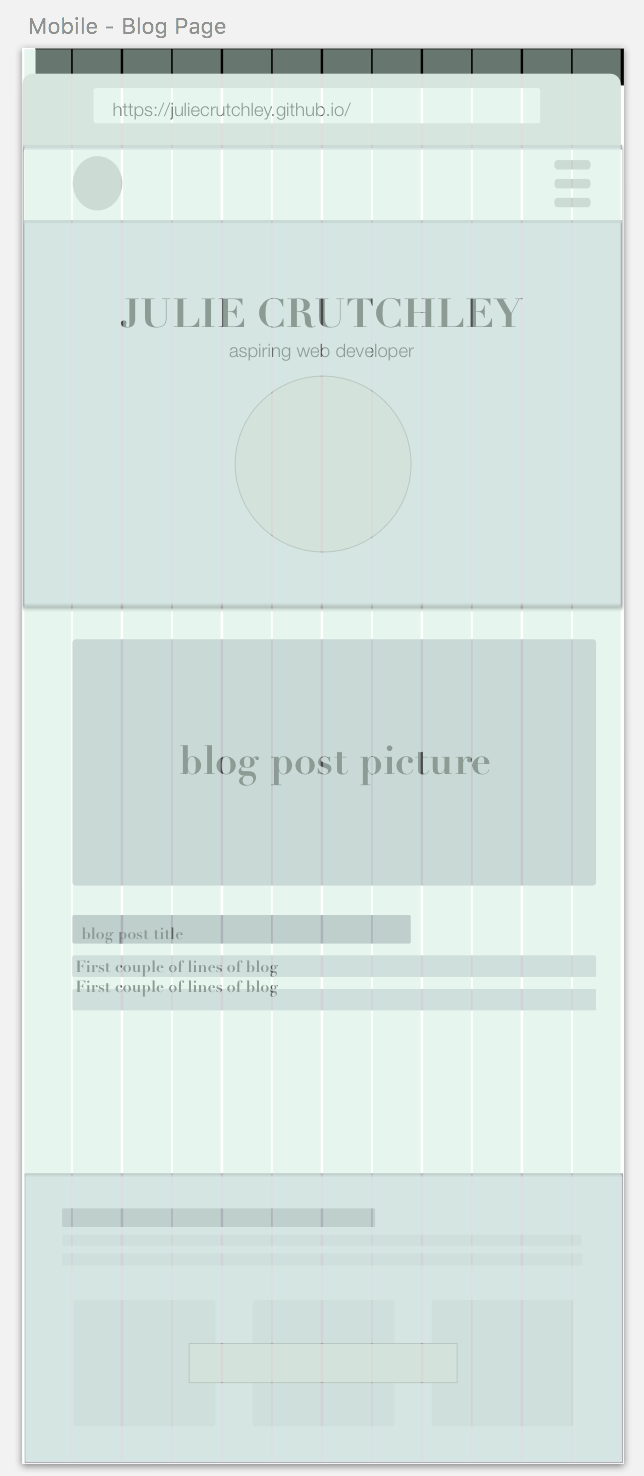 Mobile - Blog Page
https://juliecrutchley.github.io/
JULIE CRUTCHLEY
aspiring web developer
blog post picture
blog post title
First couple of lines of blog
First couple of lines of blog